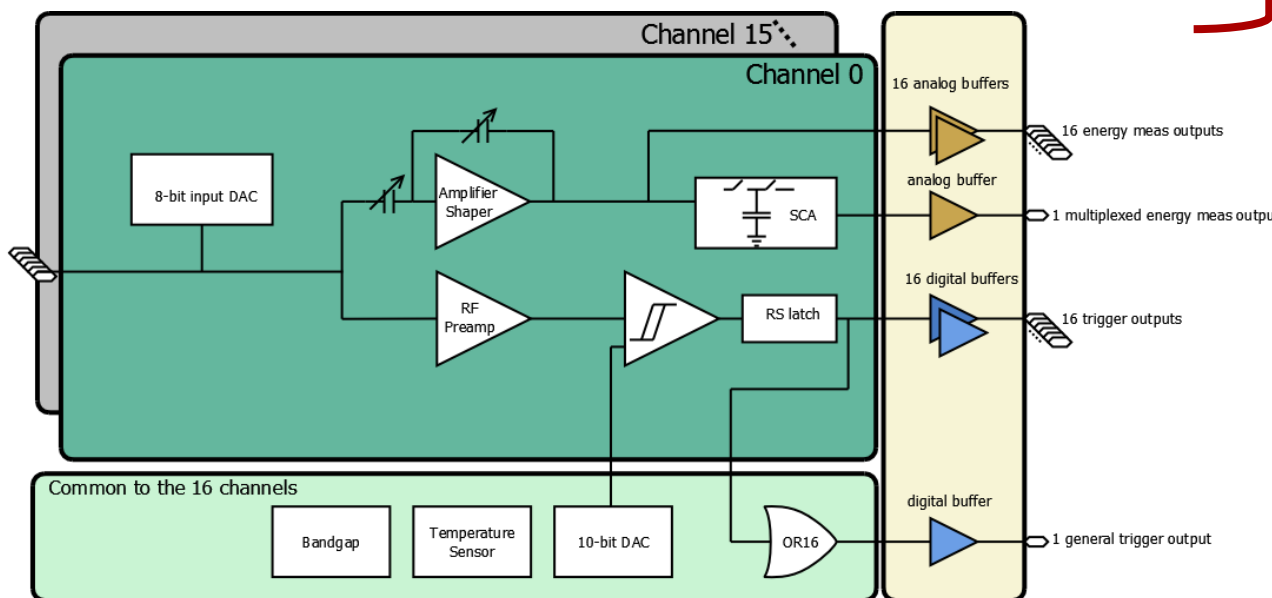 Channel 15
Channel 0
16 analog buffers
16 energy meas outputs
8-bit input DAC
Amplifier
Shaper
analog buffer
SCA
1 multiplexed energy meas outpu
16 digital buffers
RF
Preamp
RS latch
16 trigger outputs
Common to the 16 channels
digital buffer
Bandgap
Temperature
Sensor
10-bit DAC
OR16
1 general trigger output